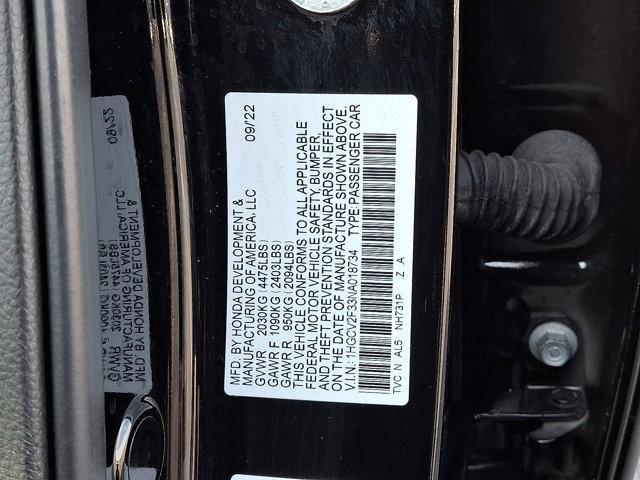 MFD. BY HONDA DEVELOPMENT &
MANUFACTURING OF AMERICA, LLC 09/22
GVWR 2030KG (4475LBS)
GAWR F 1090KG (2403LBS)
GAWR R 950KG (2094LBS)
THIS VEHICLE CONFORMS TO ALL APPLICABLE
FEDERAL MOTOR VEHICLE SAFETY, BUMPER,
AND THEFT PREVENTION STANDARDS IN EFFECT
ON THE DATE OF MANUFACTURE SHOWN ABOVE.
V.I.N.: 1HGCV2F33NA018734 TYPE:PASSENGER CAR
TVC N AL5 NH731P Z A